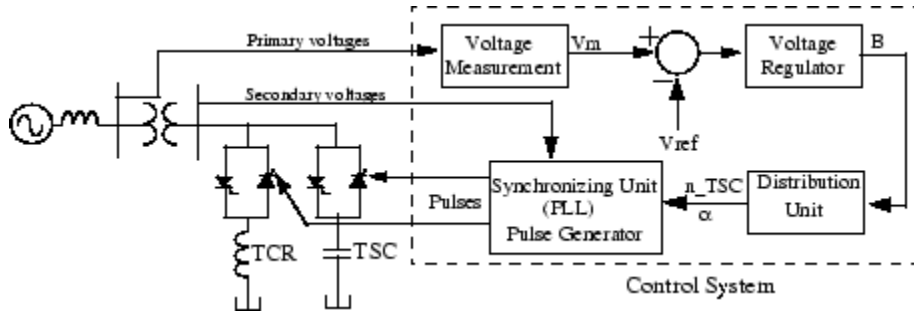 Primary voltages
Voltage
Measurement
Vm
+
−
Voltage
Regulator
B
Secondary voltages
Vref
Synchronizing Unit
(PLL)
Pulse Generator
n_TSC
α
Distribution
Unit
Pulses
TCR
TSC
Control System